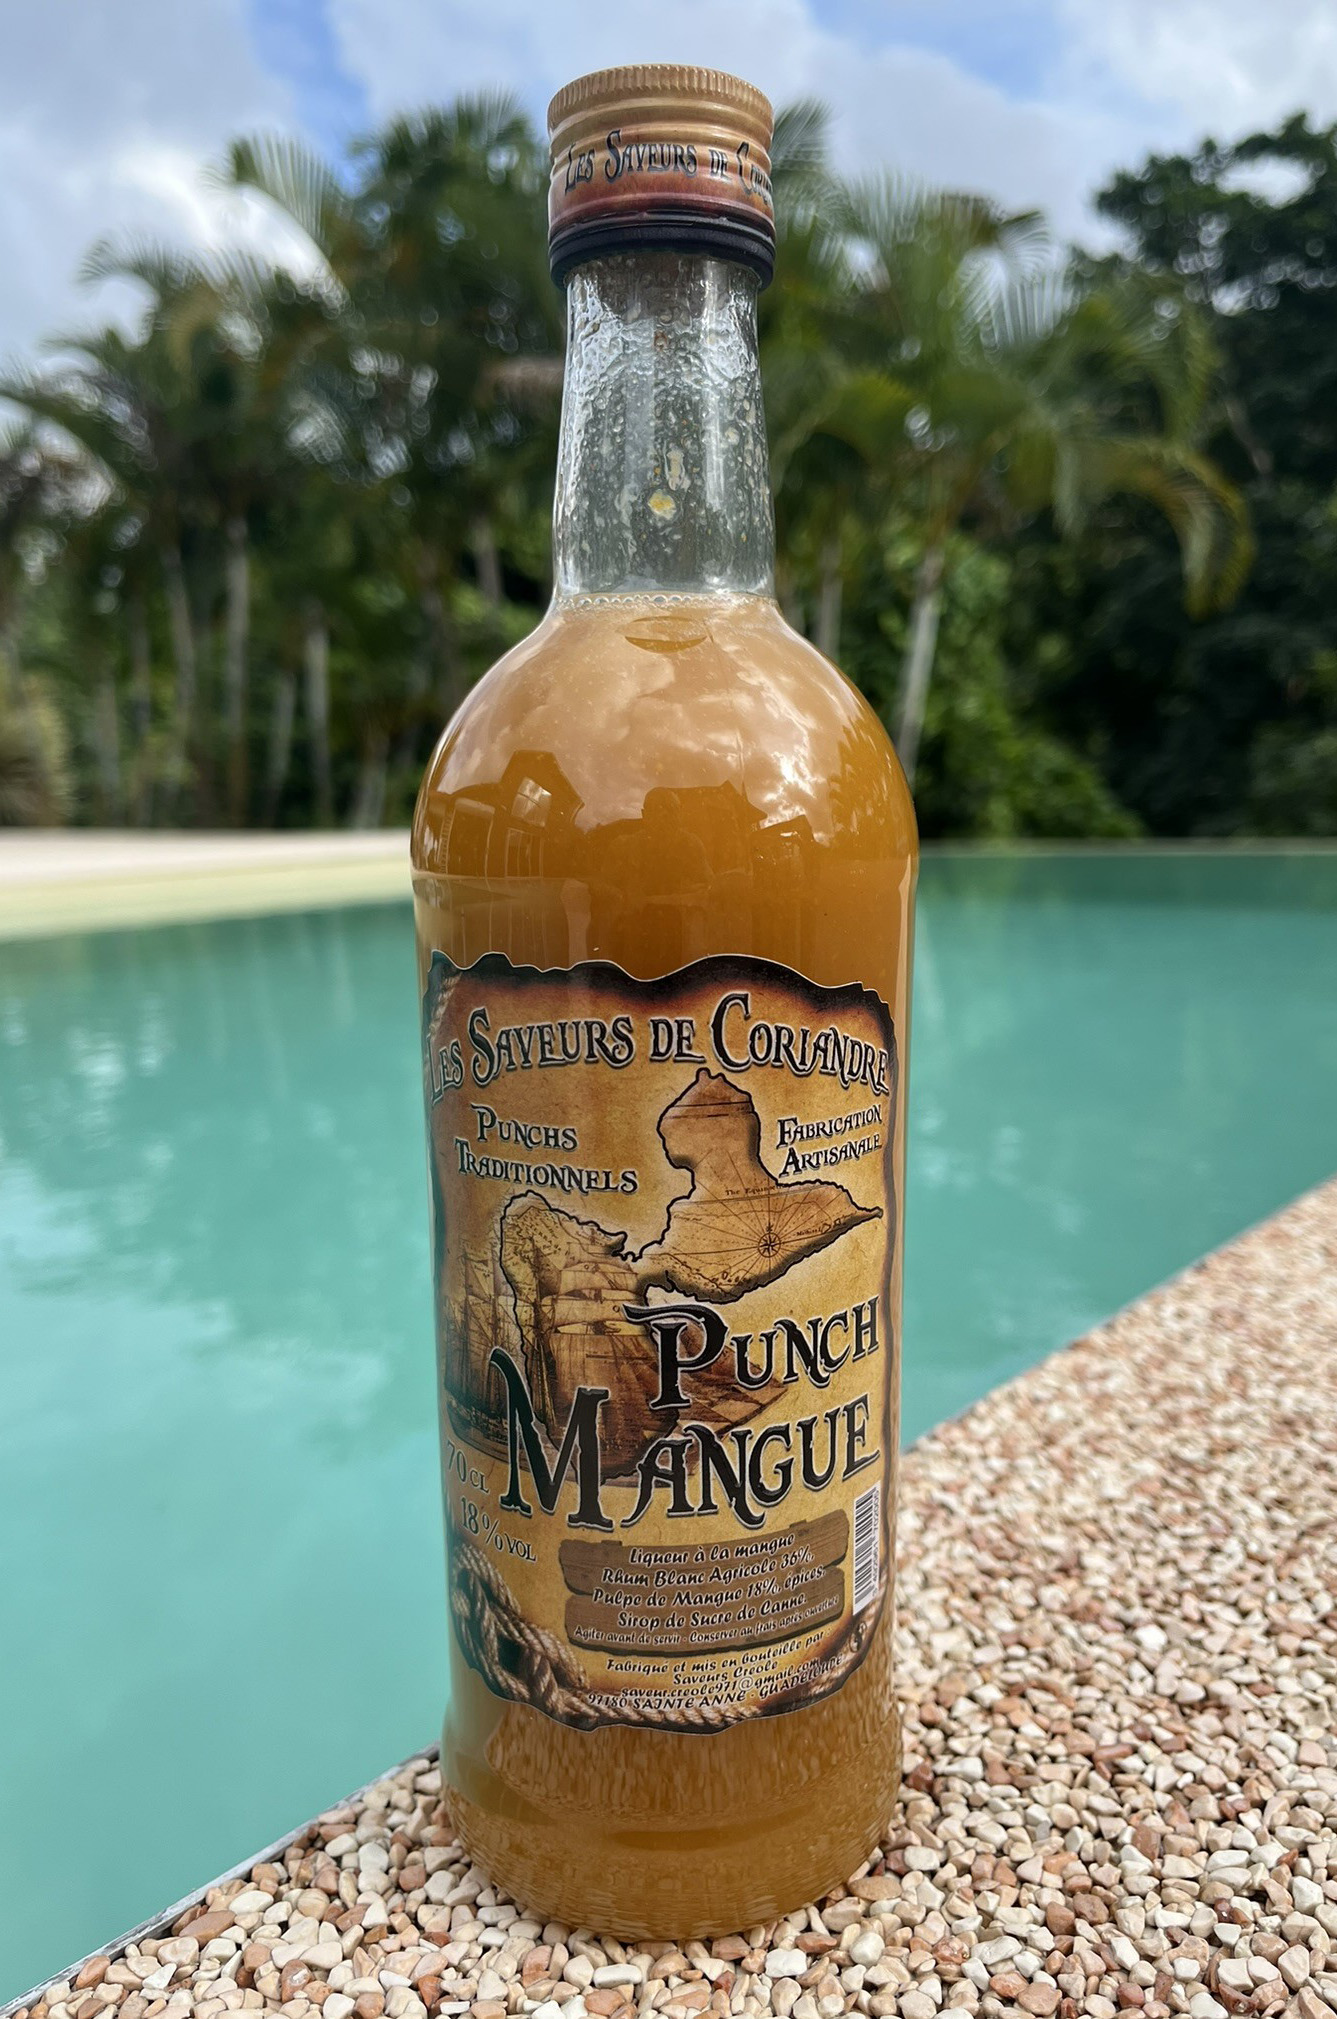 Les Saveurs de
Les Saveurs de Coriandre
Punchs
Traditionnels
Fabrication
Artisanale
Punch
Mangue
70 cl
18% vol
Liqueur à la mangue
Rhum Blanc Agricole 36%,
Pulpe de Mangue 18%, épices,
Sirop de Sucre de Canne.
Agiter avant de servir - Conserver au frais après ouverture
Fabriqué et mis en bouteille par
Saveurs Creole
saveur.creole971@gmail.com
97180 SAINTE ANNE - GUADELOUPE